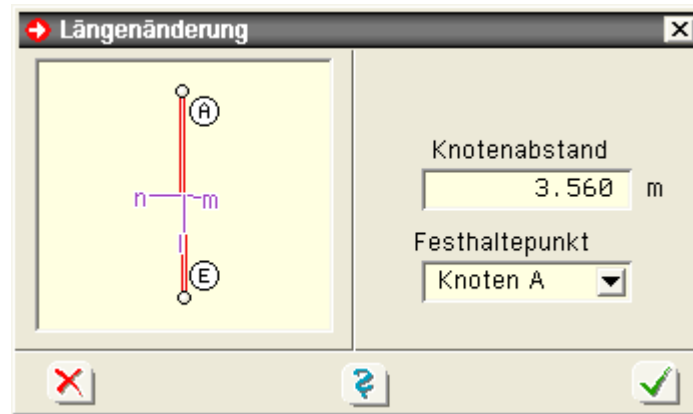 Längenänderung
A
n m
l
E
Knotenabstand
3.560 m
Festhaltepunkt
Knoten A